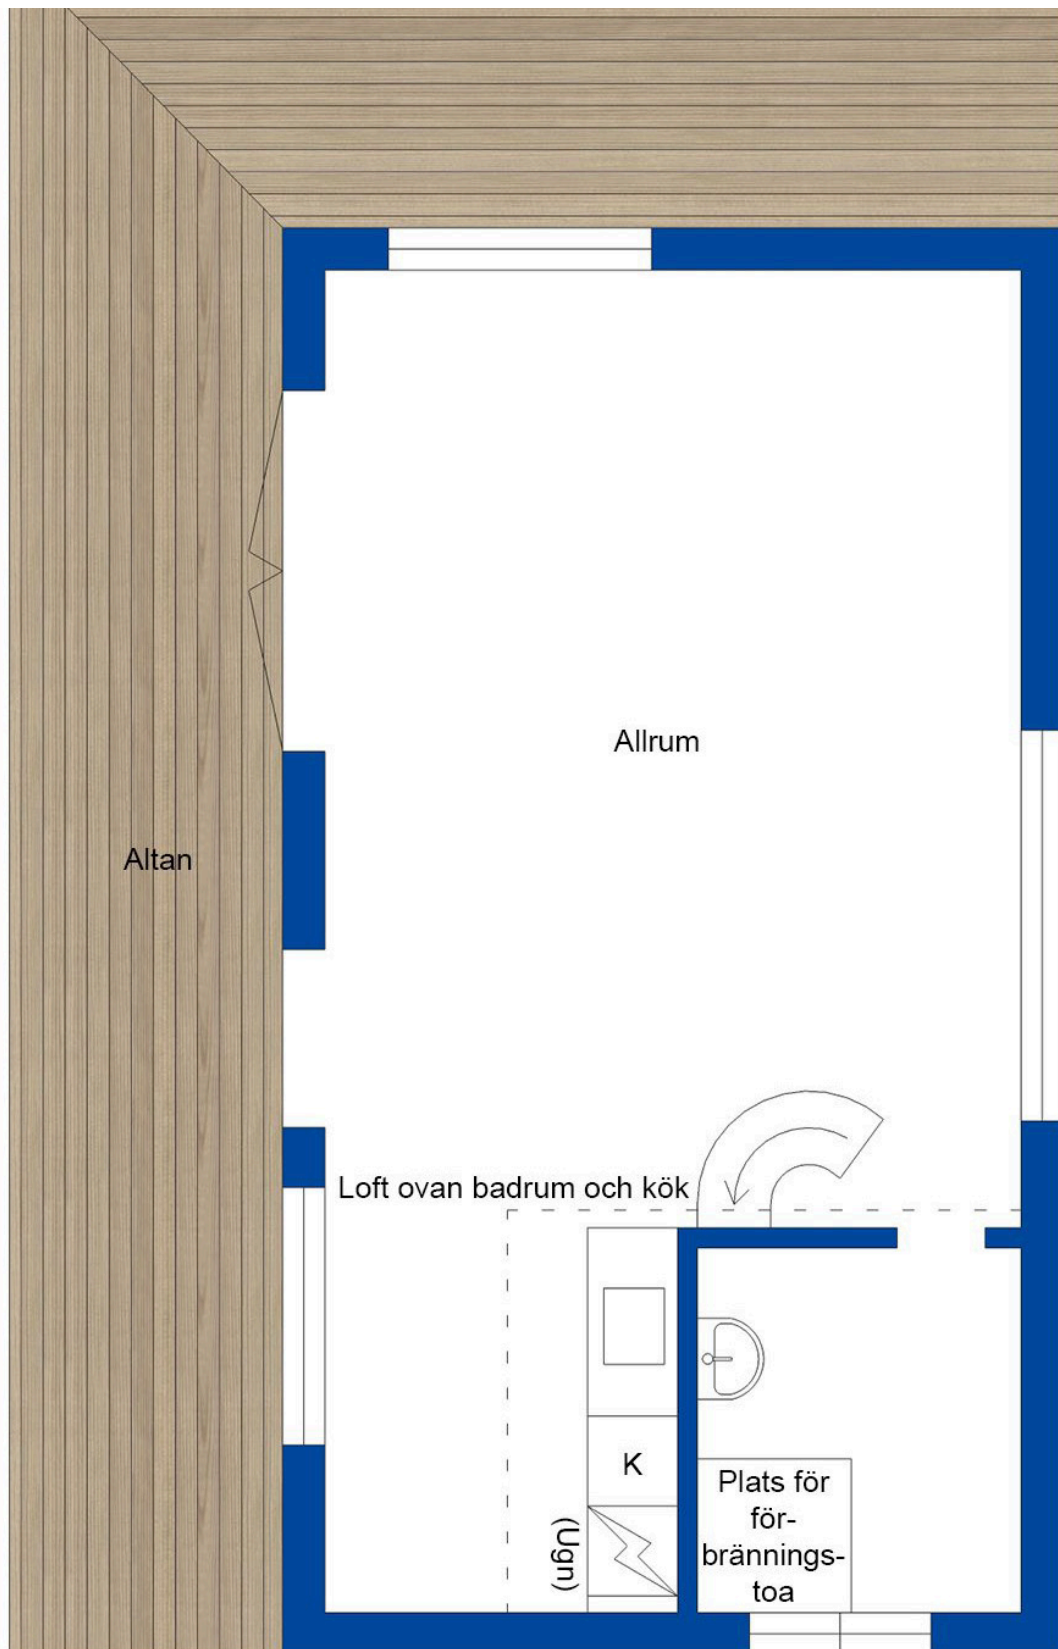 Allrum
Altan
Loft ovan badrum och kök
K
(Ugn)
Plats för
för-
brännings-
toa